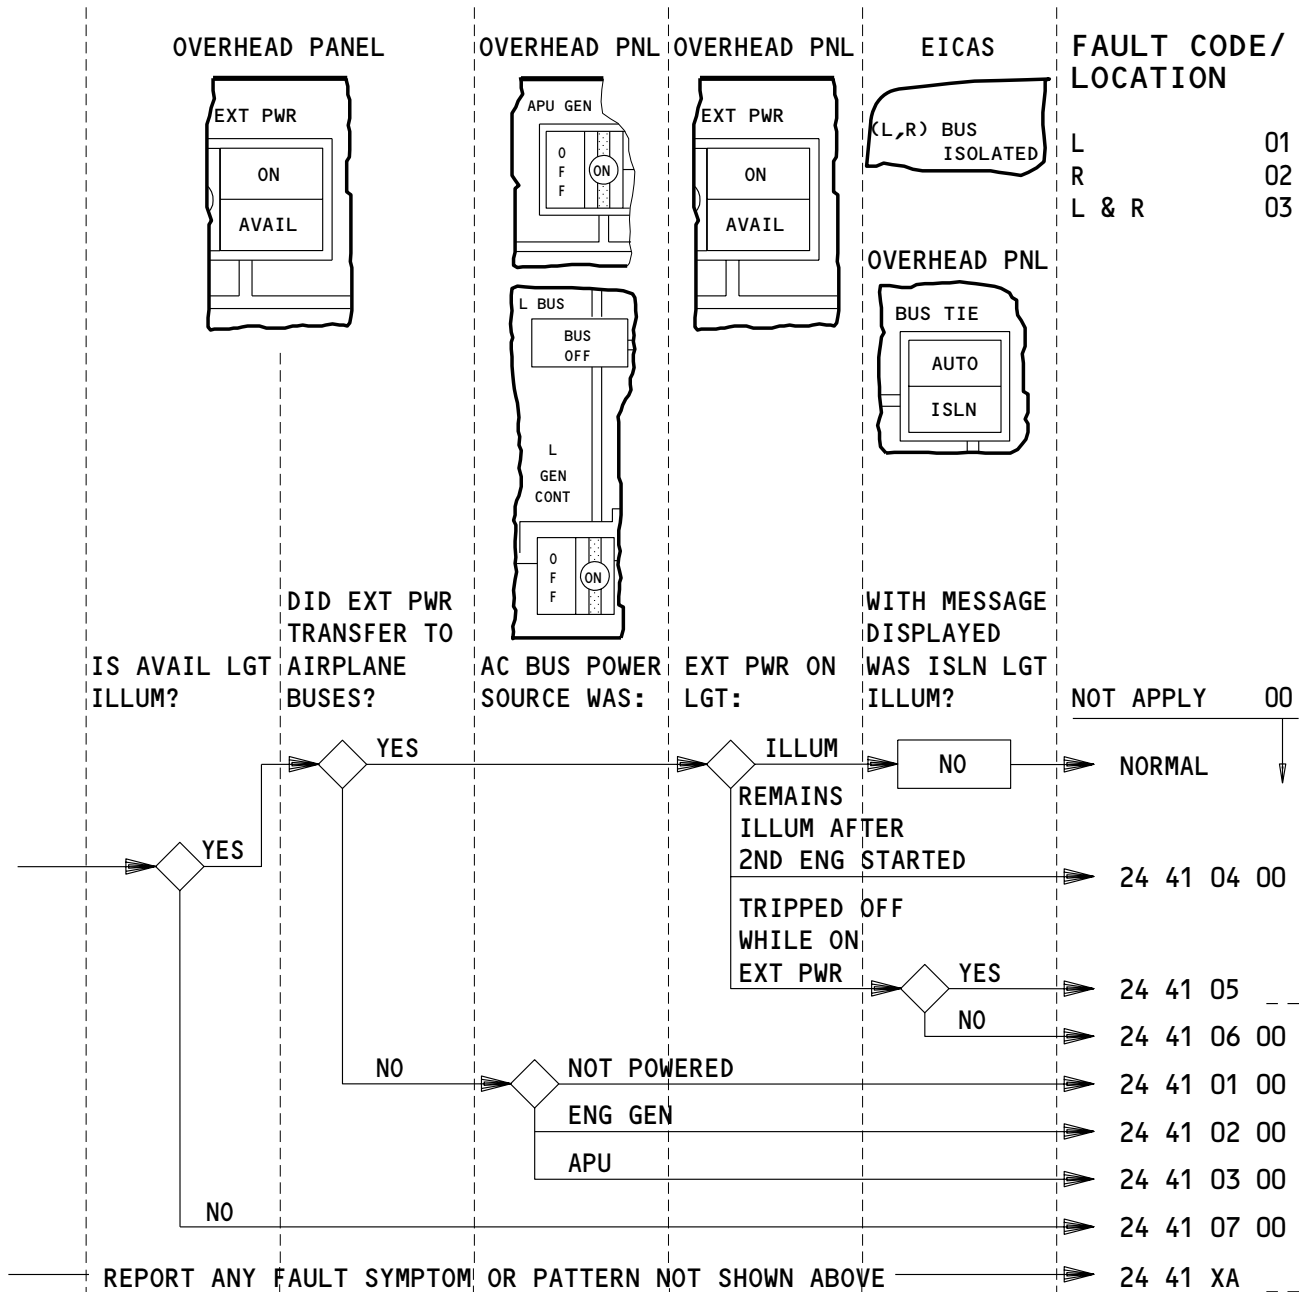 OVERHEAD PANEL
EXT PWR
ON
AVAIL
OVERHEAD PNL
APU GEN
O
F
F
ON
L BUS
BUS
OFF
L
GEN
CONT
O
F
F
ON
OVERHEAD PNL
EXT PWR
ON
AVAIL
EICAS
(L,R) BUS
ISOLATED
OVERHEAD PNL
BUS TIE
AUTO
ISLN
FAULT CODE/
LOCATION
L 01
R 02
L & R 03
IS AVAIL LGT
ILLUM?
DID EXT PWR
TRANSFER TO
AIRPLANE
BUSES?
AC BUS POWER
SOURCE WAS:
EXT PWR ON
LGT:
WITH MESSAGE
DISPLAYED
WAS ISLN LGT
ILLUM?
NOT APPLY 00
YES
ILLUM
NO
NORMAL
YES
REMAINS
ILLUM AFTER
2ND ENG STARTED
24 41 04 00
TRIPPED OFF
WHILE ON
EXT PWR
YES
24 41 05 _ _
NO
24 41 06 00
NO
NOT POWERED
24 41 01 00
ENG GEN
24 41 02 00
APU
24 41 03 00
NO
24 41 07 00
REPORT ANY FAULT SYMPTOM OR PATTERN NOT SHOWN ABOVE
24 41 XA _ _